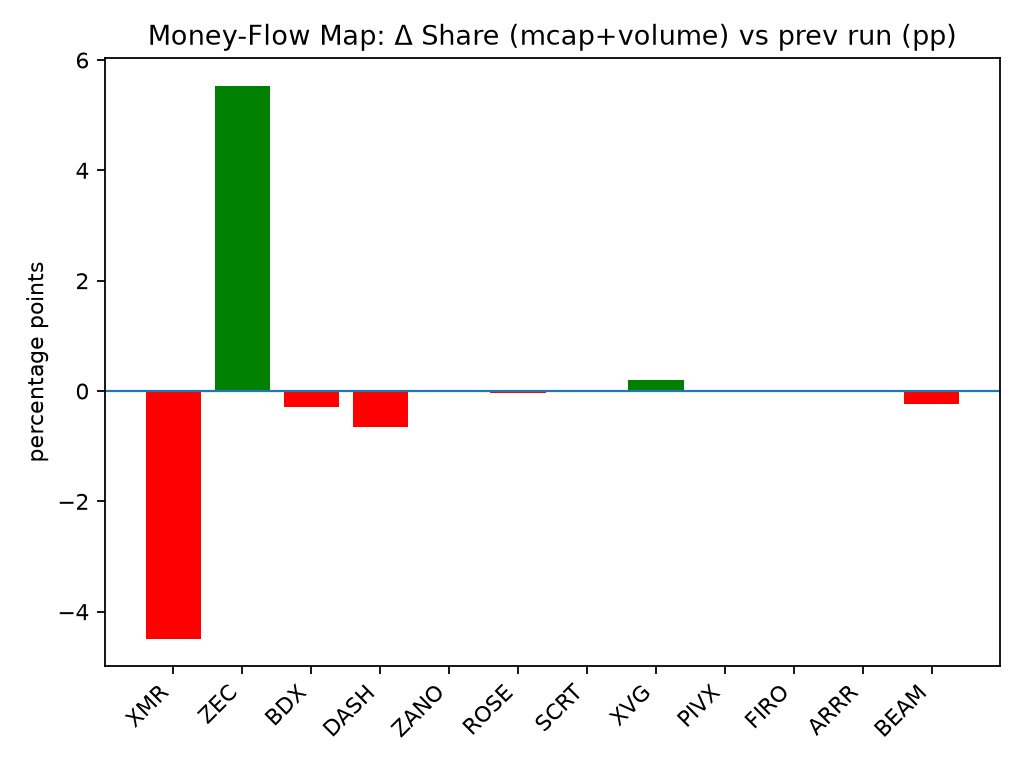 Money-Flow Map: Δ Share (mcap+volume) vs prev run (pp)
percentage points
6
4
2
0
−2
−4
XMR
ZEC
BDX
DASH
ZANO
ROSE
SCRT
XVG
PIVX
FIRO
ARRR
BEAM